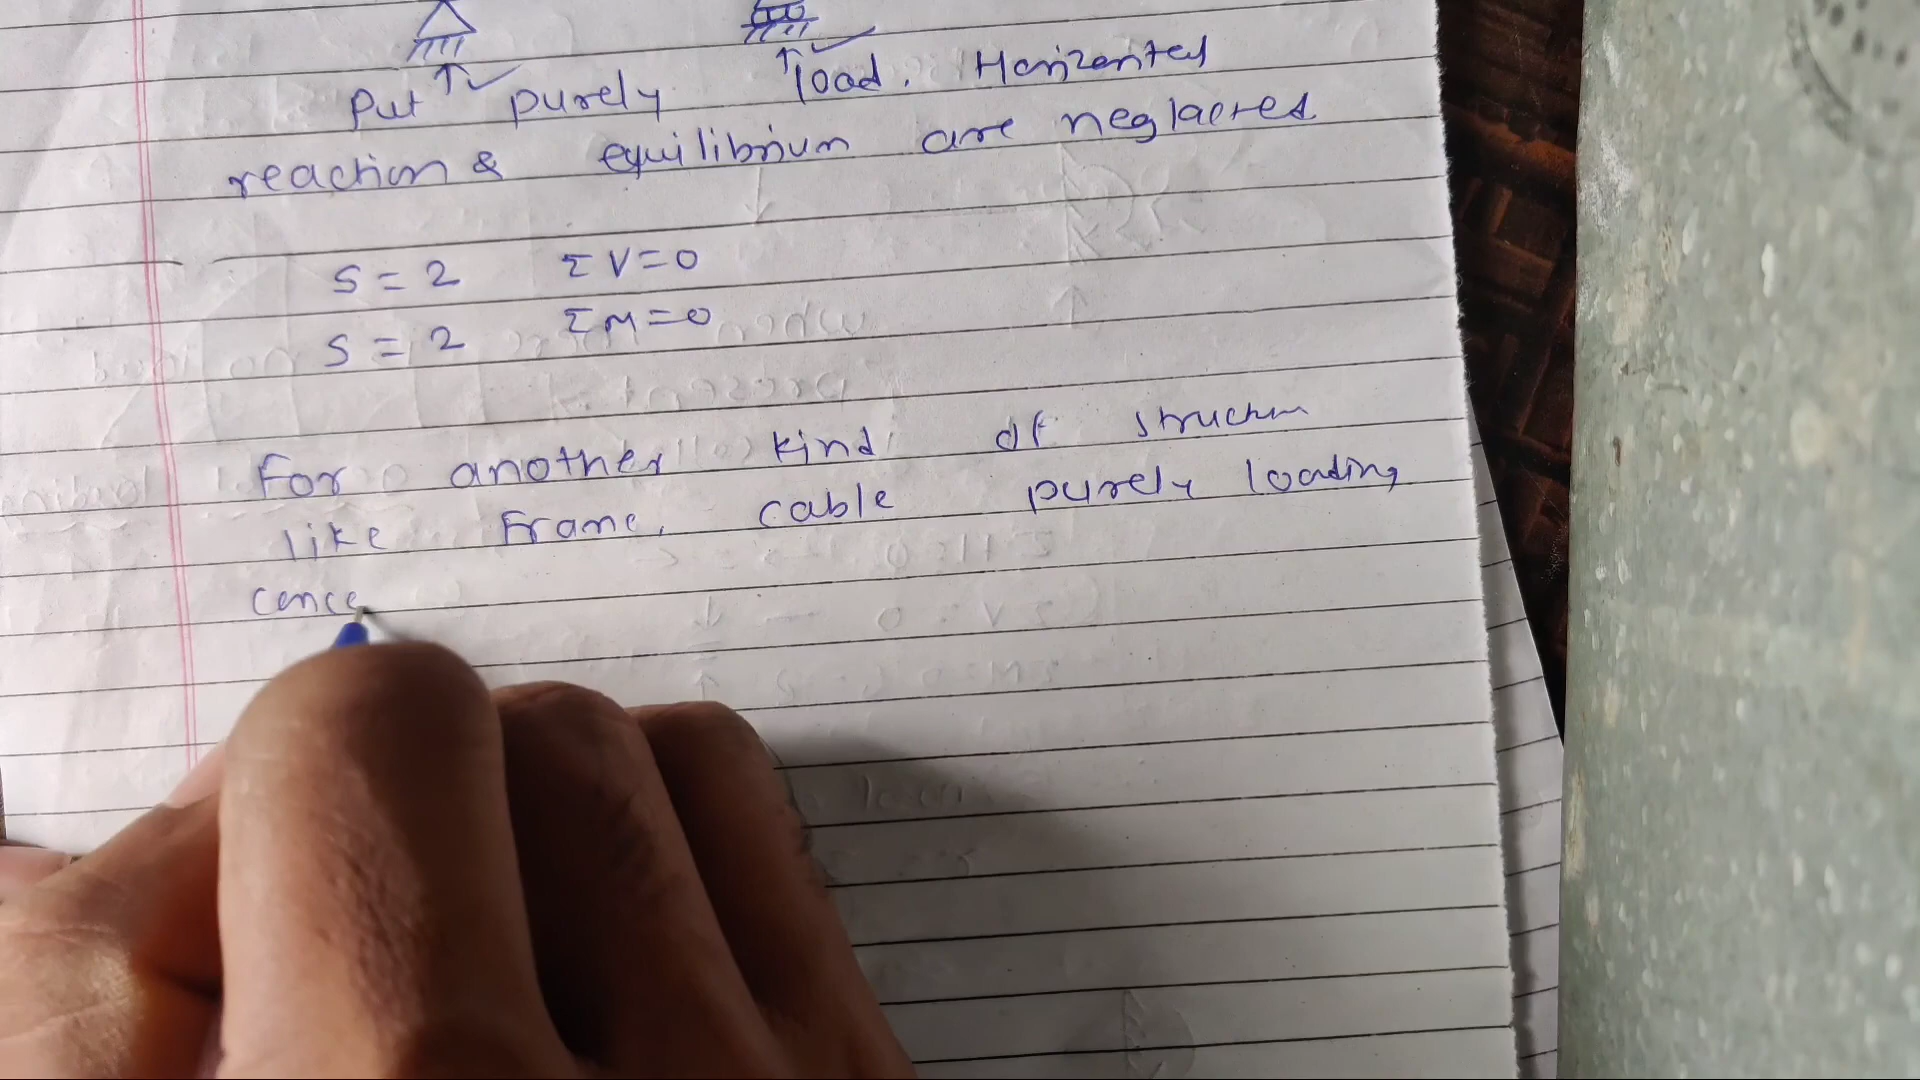 Put purely load. Horizontal
reaction & equilibrium are neglacted
S = 2 ΣV=0
S = 2 ΣM=0
For another kind of structure
like Frame, cable purely loading
conce